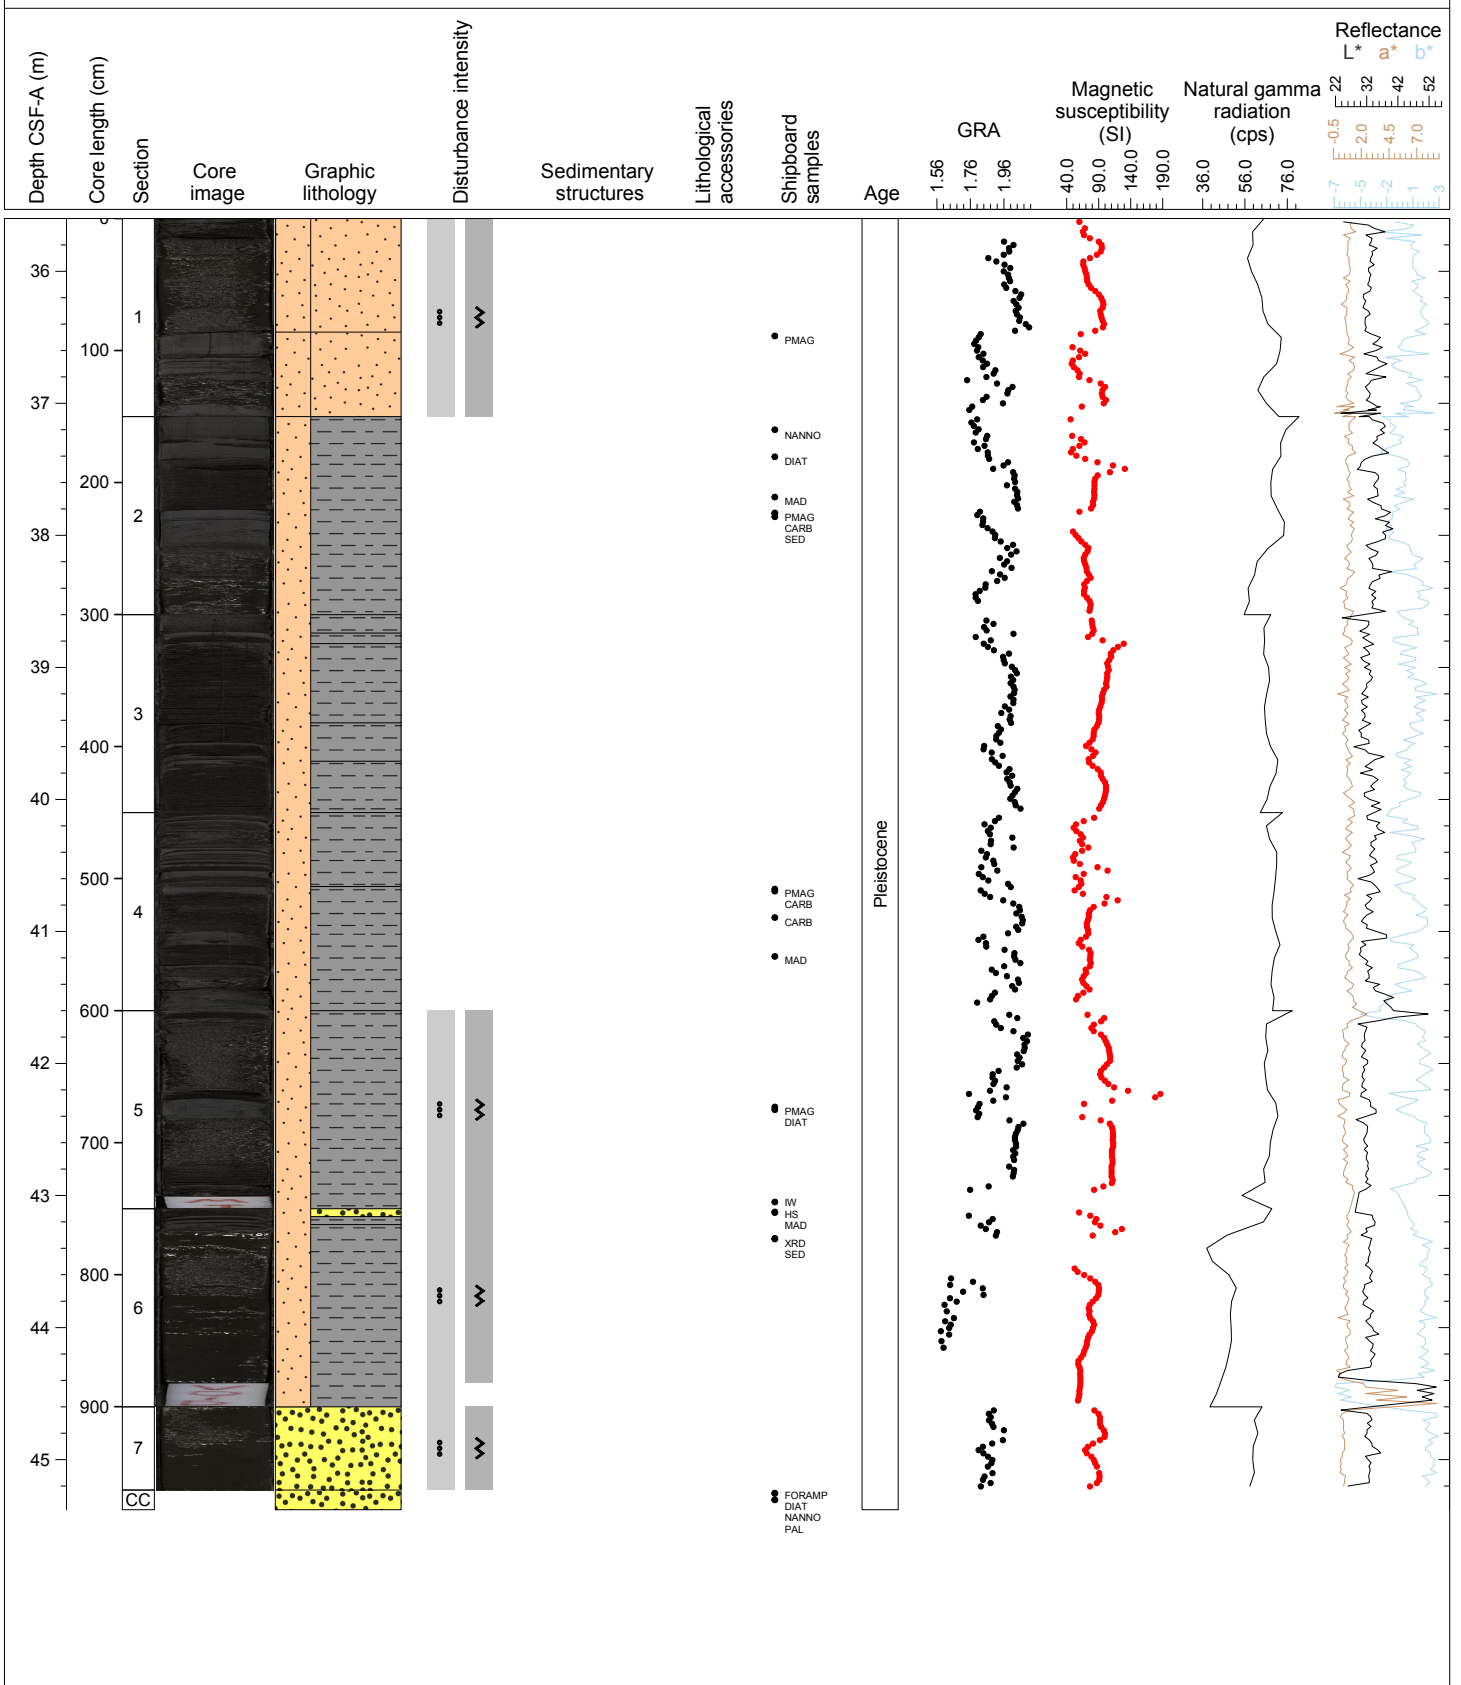 Depth CSF-A (m)
Core length (cm)
Section
Core
image
Graphic
lithology
Disturbance intensity
Sedimentary
structures
Lithological
accessories
Shipboard
samples
Age
GRA
1.56
1.76
1.96
Magnetic
susceptibility
(SI)
40.0
90.0
140.0
190.0
Natural gamma
radiation
(cps)
36.0
56.0
76.0
Reflectance
L* a* b*
22
32
42
52
-0.5
2.0
4.5
7.0
-7
-5
-2
1
3
0
36
1
100
PMAG
37
NANNO
DIAT
200
MAD
2
PMAG
CARB
SED
38
300
39
3
400
40
Pleistocene
500
PMAG
CARB
4
CARB
41
MAD
600
42
5
PMAG
DIAT
700
43
IW
HS
MAD
XRD
SED
800
6
44
900
7
45
CC
FORAMP
DIAT
NANNO
PAL